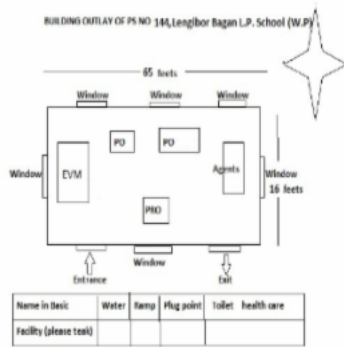 BUILDING OUTLAY OF PS NO 144,Lengibor Bagan L.P. School (W.P)
65 feets
Window Window Window
PO PO
Window EVM Agents Window
16 feets
PRO
Window
Entrance Exit
Name in Basic Water Ramp Plug point Toilet health care
Facility (please teak)